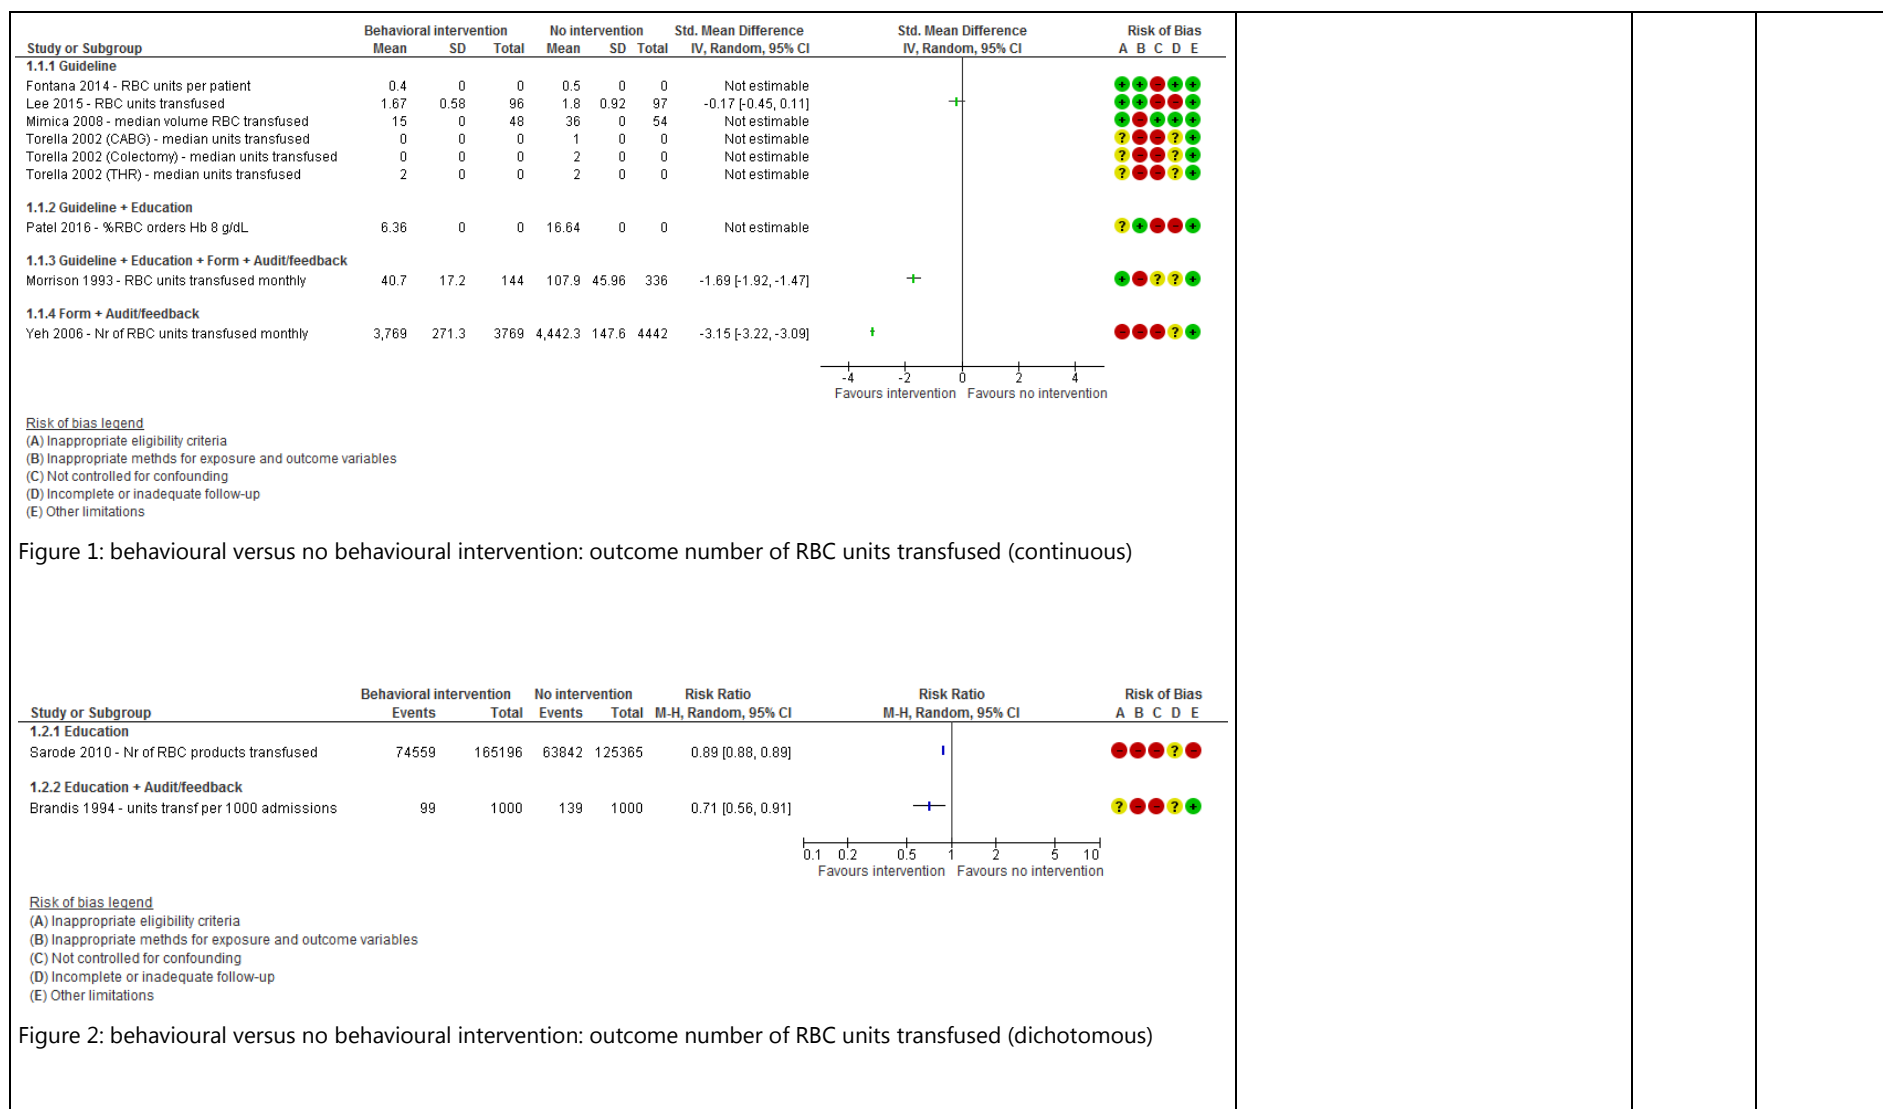 Behavioral intervention No intervention Std. Mean Difference Std. Mean Difference Risk of Bias
Study or Subgroup Mean SD Total Mean SD Total IV, Random, 95% CI IV, Random, 95% CI A B C D E
1.1.1 Guideline
Fontana 2014 - RBC units per patient 0.4 0 0 0.5 0 0 Not estimable + + - + +
Lee 2015 - RBC units transfused 1.67 0.58 96 1.8 0.92 97 -0.17 [-0.45, 0.11] + + - - +
Mimica 2008 - median volume RBC transfused 15 0 48 36 0 54 Not estimable + - + + +
Torella 2002 (CABG) - median units transfused 0 0 0 1 0 0 Not estimable ? - - ? +
Torella 2002 (Colectomy) - median units transfused 0 0 0 2 0 0 Not estimable ? - - ? +
Torella 2002 (THR) - median units transfused 2 0 0 2 0 0 Not estimable ? - - ? +
1.1.2 Guideline + Education
Patel 2016 - %RBC orders Hb 8 g/dL 6.36 0 0 16.64 0 0 Not estimable ? + - - +
1.1.3 Guideline + Education + Form + Audit/feedback
Morrison 1993 - RBC units transfused monthly 40.7 17.2 144 107.9 45.96 336 -1.69 [-1.92, -1.47] + - ? ? +
1.1.4 Form + Audit/feedback
Yeh 2006 - Nr of RBC units transfused monthly 3,769 271.3 3769 4,442.3 147.6 4442 -3.15 [-3.22, -3.09] - - - ? +
-4 -2 0 2 4
Favours intervention Favours no intervention
Risk of bias legend
(A) Inappropriate eligibility criteria
(B) Inappropriate methds for exposure and outcome variables
(C) Not controlled for confounding
(D) Incomplete or inadequate follow-up
(E) Other limitations
Figure 1: behavioural versus no behavioural intervention: outcome number of RBC units transfused (continuous)
Behavioral intervention No intervention Risk Ratio Risk Ratio Risk of Bias
Study or Subgroup Events Total Events Total M-H, Random, 95% CI M-H, Random, 95% CI A B C D E
1.2.1 Education
Sarode 2010 - Nr of RBC products transfused 74559 165196 63842 125365 0.89 [0.88, 0.89] - - - ? -
1.2.2 Education + Audit/feedback
Brandis 1994 - units transf per 1000 admissions 99 1000 139 1000 0.71 [0.56, 0.91] ? - - ? +
0.1 0.2 0.5 1 2 5 10
Favours intervention Favours no intervention
Risk of bias legend
(A) Inappropriate eligibility criteria
(B) Inappropriate methds for exposure and outcome variables
(C) Not controlled for confounding
(D) Incomplete or inadequate follow-up
(E) Other limitations
Figure 2: behavioural versus no behavioural intervention: outcome number of RBC units transfused (dichotomous)